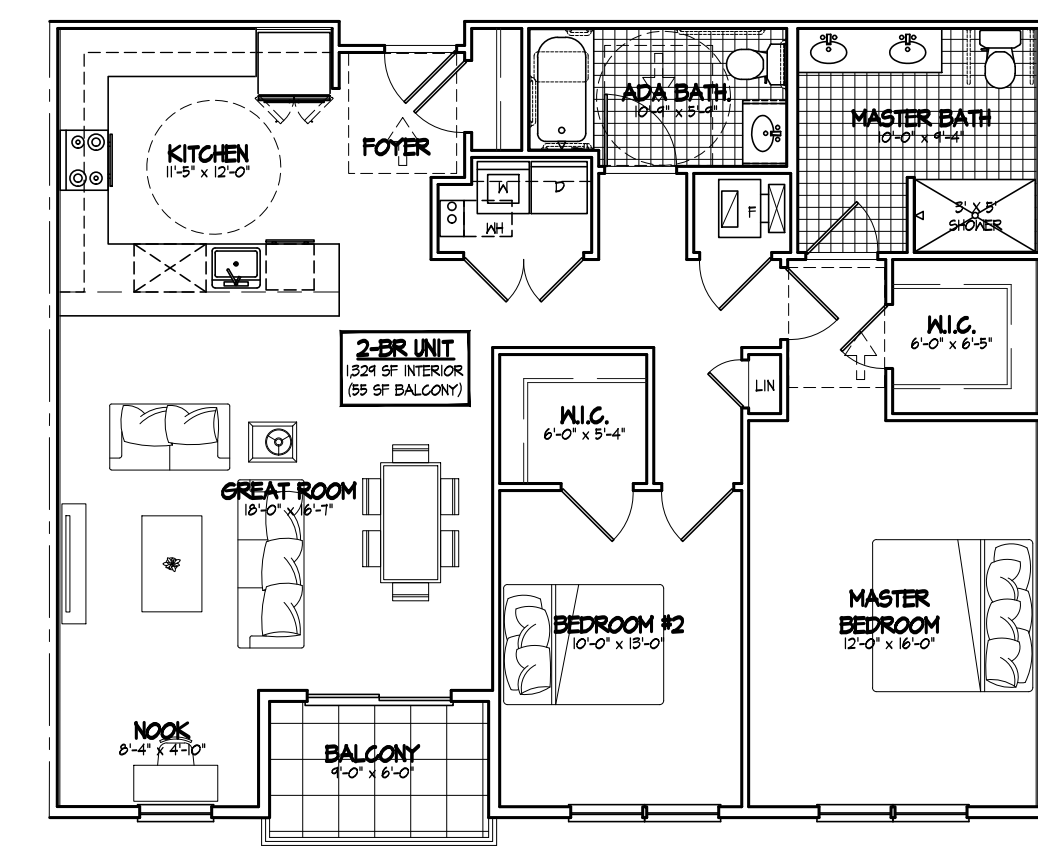 KITCHEN
11'-5" x 12'-0"
FOYER
ADA BATH.
10'-9" x 5'-9"
MASTER BATH
10'-0" x 9'-4"
W
D
WH
F
3' X 5'
SHOWER
2-BR UNIT
1,329 SF INTERIOR
(55 SF BALCONY)
W.I.C.
6'-0" x 6'-5"
LIN
W.I.C.
6'-0" x 5'-4"
GREAT ROOM
18'-0" x 16'-7"
MASTER
BEDROOM
12'-0" x 16'-0"
BEDROOM #2
10'-0" x 13'-0"
NOOK
8'-4" x 4'-10"
BALCONY
9'-0" x 6'-0"